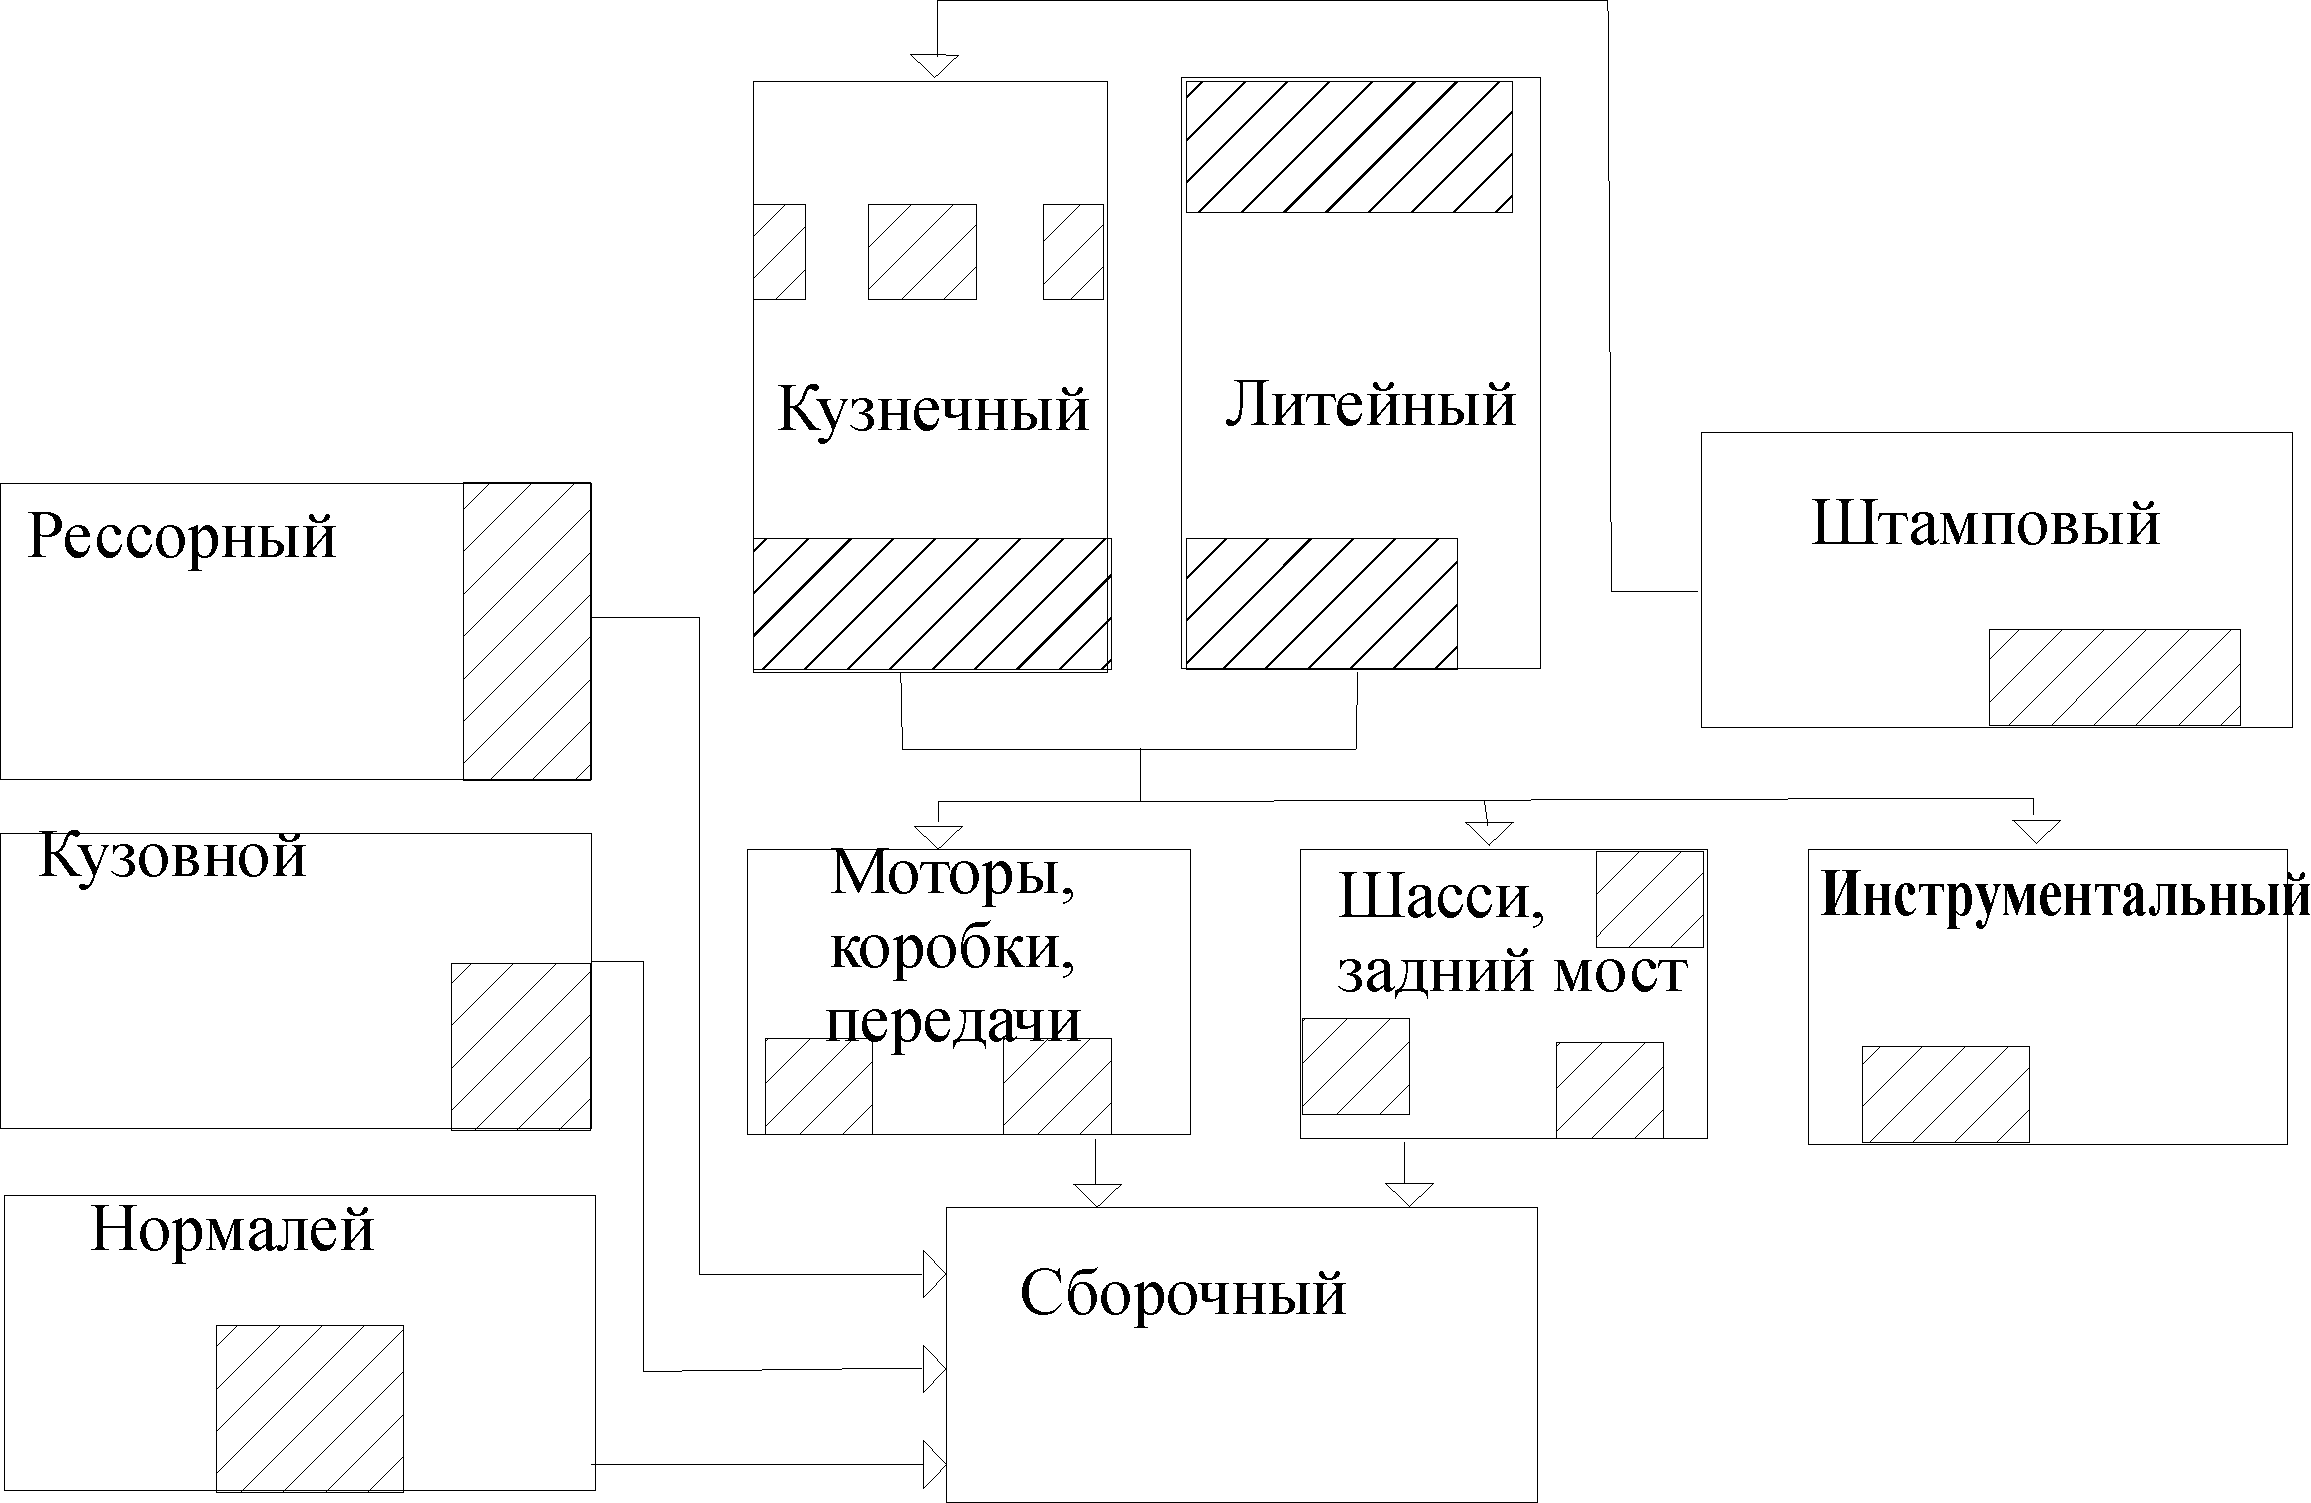 Кузнечный
Литейный
Штамповый
Рессорный
Кузовной
Моторы,
коробки,
передачи
Шасси,
задний мост
Инструментальный
Нормалей
Сборочный